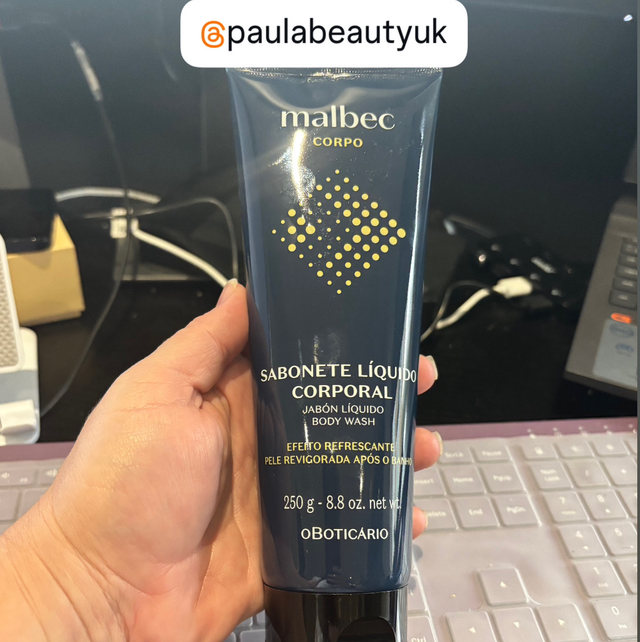 @paulabeautyuk
malbec
CORPO
SABONETE LÍQUIDO
CORPORAL
JABÓN LÍQUIDO
BODY WASH
EFEITO REFRESCANTE
PELE REVIGORADA APÓS O BANHO
250 g - 8.8 oz. net wt.
oBOTICÁRIO